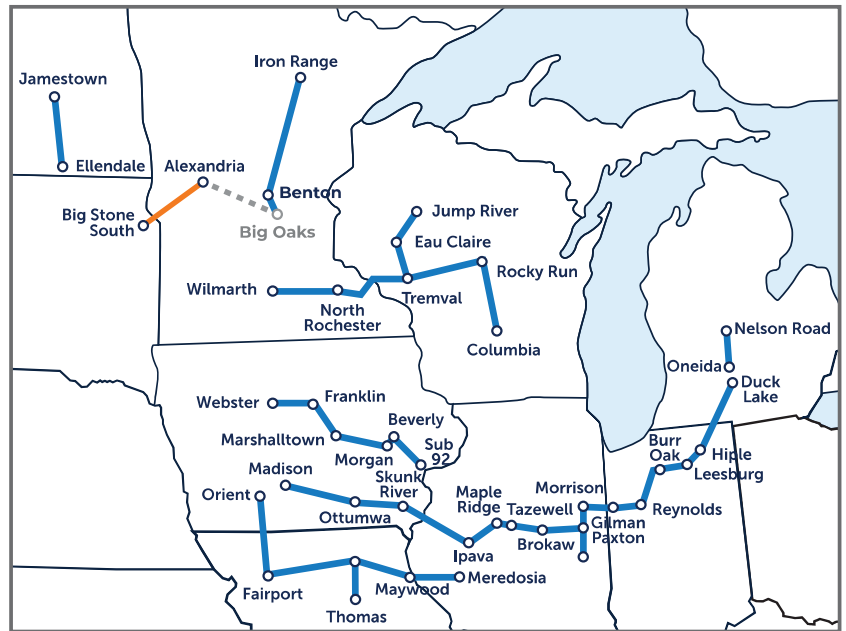 Iron Range
Jamestown
Alexandria
Ellendale
Benton
Big Stone
South
Big Oaks
Jump River
Eau Claire
Rocky Run
Wilmarth
Tremval
North
Rochester
Columbia
Nelson Road
Oneida
Duck
Lake
Webster
Franklin
Beverly
Marshalltown
Sub
92
Morgan
Burr
Oak
Hiple
Leesburg
Madison
Skunk
River
Orient
Maple
Ridge
Morrison
Tazewell
Reynolds
Ottumwa
Gilman
Paxton
Brokaw
Ipava
Fairport
Maywood
Meredosia
Thomas